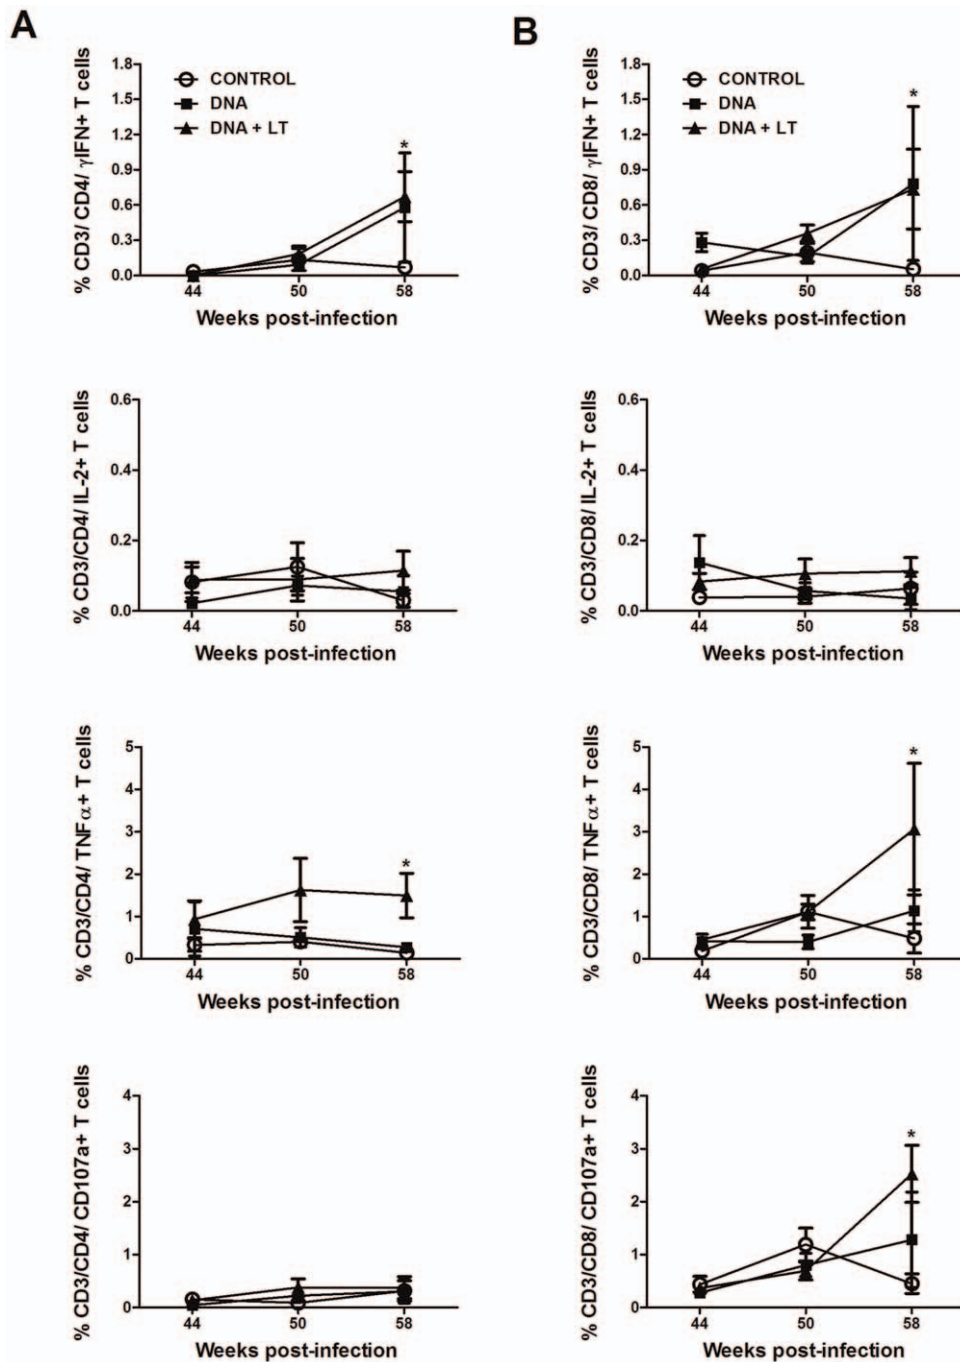 A
% CD3/ CD4/ γIFN+ T cells
1.8
1.5
1.2
0.9
0.6
0.3
0.0
CONTROL
DNA
DNA + LT
*
44 50 58
Weeks post-infection
B
% CD3/ CD8/ γIFN+ T cells
1.8
1.5
1.2
0.9
0.6
0.3
0.0
CONTROL
DNA
DNA + LT
*
44 50 58
Weeks post-infection
% CD3/CD4/ IL-2+ T cells
0.6
0.4
0.2
0.0
44 50 58
Weeks post-infection
% CD3/CD8/ IL-2+ T cells
0.6
0.4
0.2
0.0
44 50 58
Weeks post-infection
% CD3/CD4/ TNFα+ T cells
5
4
3
2
1
0
*
44 50 58
Weeks post-infection
% CD3/CD8/ TNFα+ T cells
5
4
3
2
1
0
*
44 50 58
Weeks post-infection
% CD3/CD4/ CD107a+ T cells
4
3
2
1
0
44 50 58
Weeks post-infection
% CD3/CD8/ CD107a+ T cells
4
3
2
1
0
*
44 50 58
Weeks post-infection